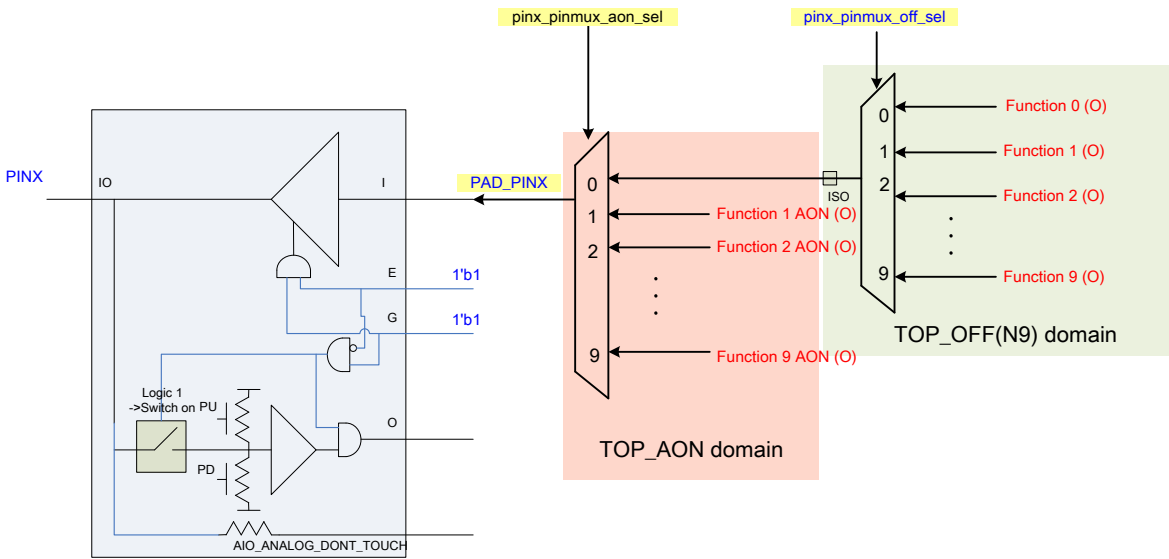 pinx_pinmux_aon_sel
pinx_pinmux_off_sel
PINX
IO
I
PAD_PINX
0
1
2
9
Function 1 AON (O)
Function 2 AON (O)
Function 9 AON (O)
TOP_AON domain
ISO
0
1
2
9
Function 0 (O)
Function 1 (O)
Function 2 (O)
Function 9 (O)
TOP_OFF(N9) domain
E
1'b1
G
1'b1
Logic 1
->Switch on
PU
PD
O
AIO_ANALOG_DONT_TOUCH